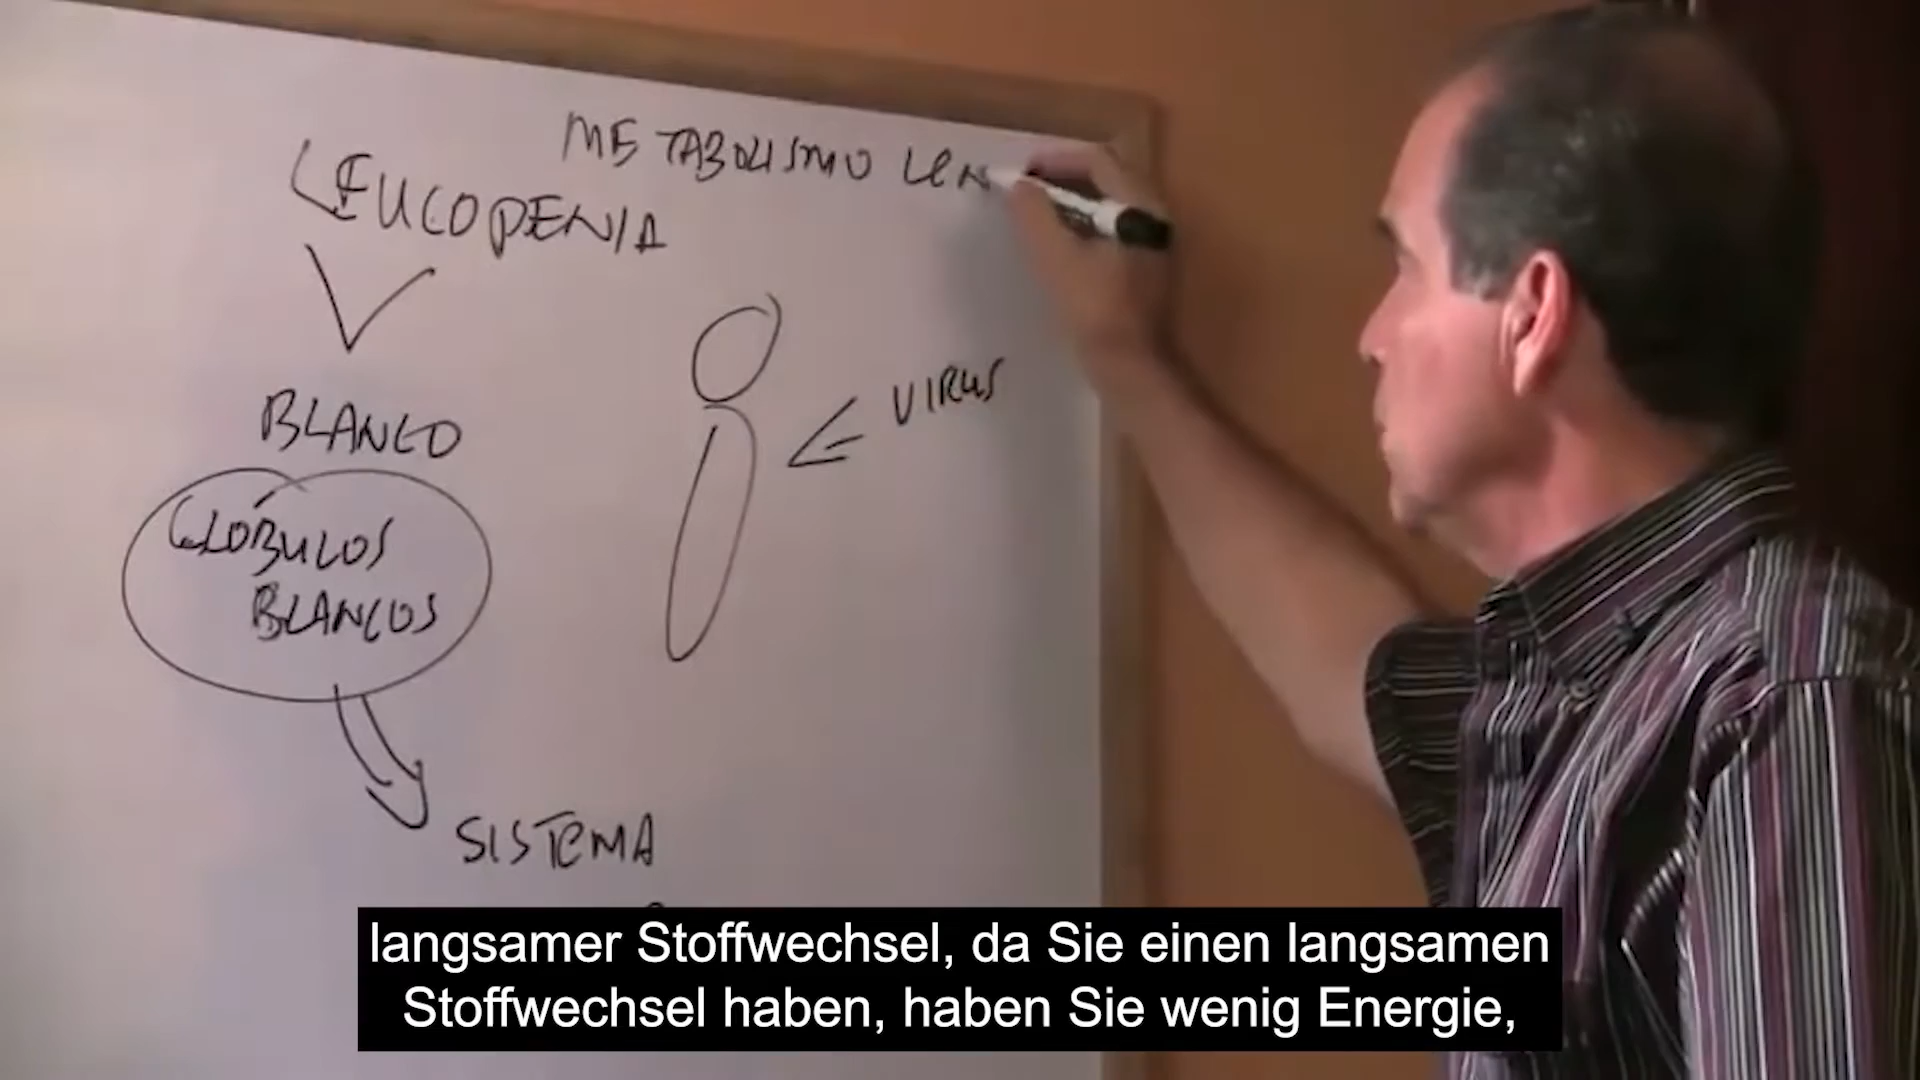 METABOLISMO LEN
LEUCOPENIA
VIRUS
BLANCO
GLÓBULOS
BLANCOS
SISTEMA
langsamer Stoffwechsel, da Sie einen langsamen
Stoffwechsel haben, haben Sie wenig Energie,